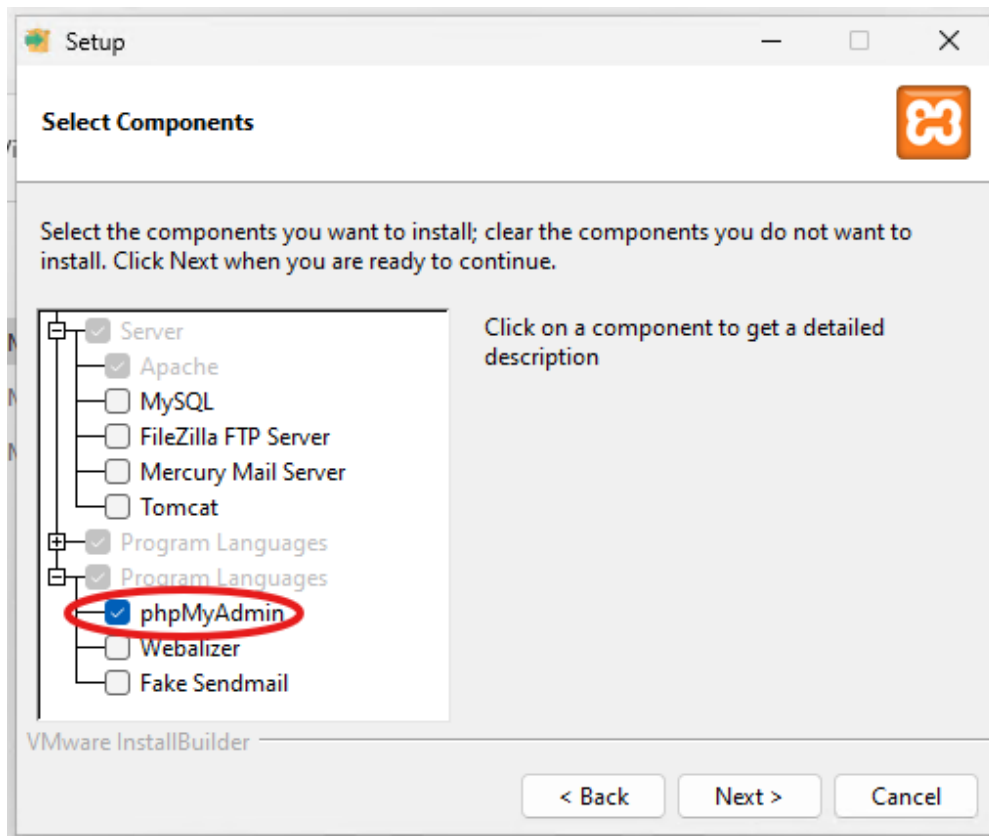 Setup
Select Components
Select the components you want to install; clear the components you do not want to
install. Click Next when you are ready to continue.
Server
Apache
MySQL
FileZilla FTP Server
Mercury Mail Server
Tomcat
Program Languages
Program Languages
phpMyAdmin
Webalizer
Fake Sendmail
Click on a component to get a detailed
description
VMware InstallBuilder
< Back
Next >
Cancel